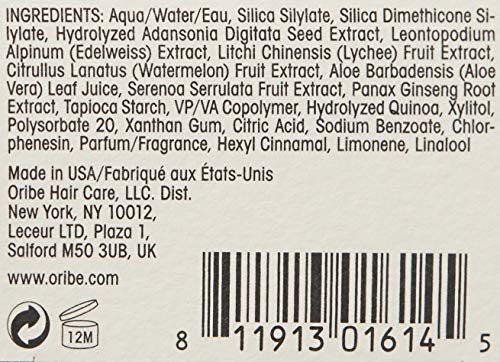 INGREDIENTS: Aqua/Water/Eau, Silica Silylate, Silica Dimethicone Si-
lylate, Hydrolyzed Adansonia Digitata Seed Extract, Leontopodium
Alpinum (Edelweiss) Extract, Litchi Chinensis (Lychee) Fruit Extract,
Citrullus Lanatus (Watermelon) Fruit Extract, Aloe Barbadensis (Aloe
Vera) Leaf Juice, Serenoa Serrulata Fruit Extract, Panax Ginseng Root
Extract, Tapioca Starch, VP/VA Copolymer, Hydrolyzed Quinoa, Xylitol,
Polysorbate 20, Xanthan Gum, Citric Acid, Sodium Benzoate, Chlor-
phenesin, Parfum/Fragrance, Hexyl Cinnamal, Limonene, Linalool
Made in USA/Fabriqué aux États-Unis
Oribe Hair Care, LLC. Dist.
New York, NY 10012,
Leceur LTD, Plaza 1,
Salford M50 3UB, UK
www.oribe.com
12M
8 11913 01614 5